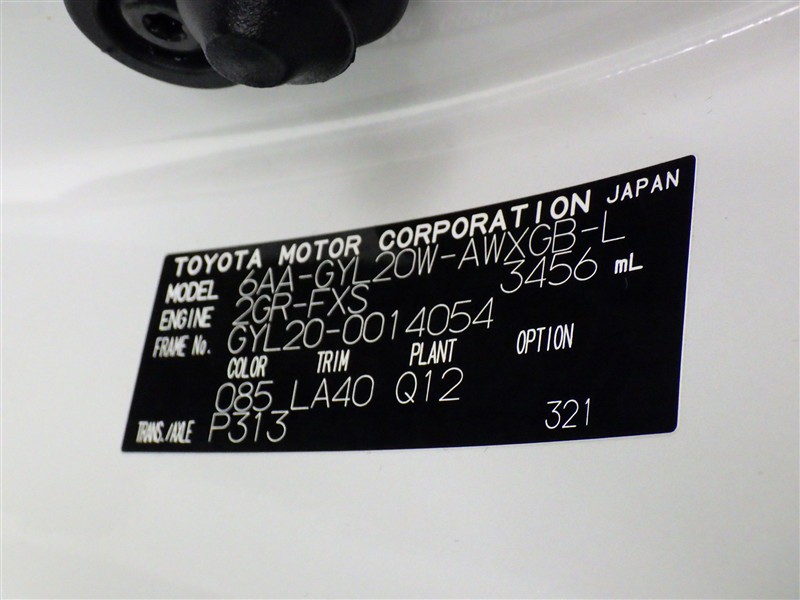 TOYOTA MOTOR CORPORATION JAPAN
MODEL 6AA-GYL20W-AWXGB-L
ENGINE 2GR-FXS 3456 mL
FRAME No. GYL20-0014054
COLOR TRIM PLANT OPTION
085 LA40 Q12
TRANS./AXLE P313 321